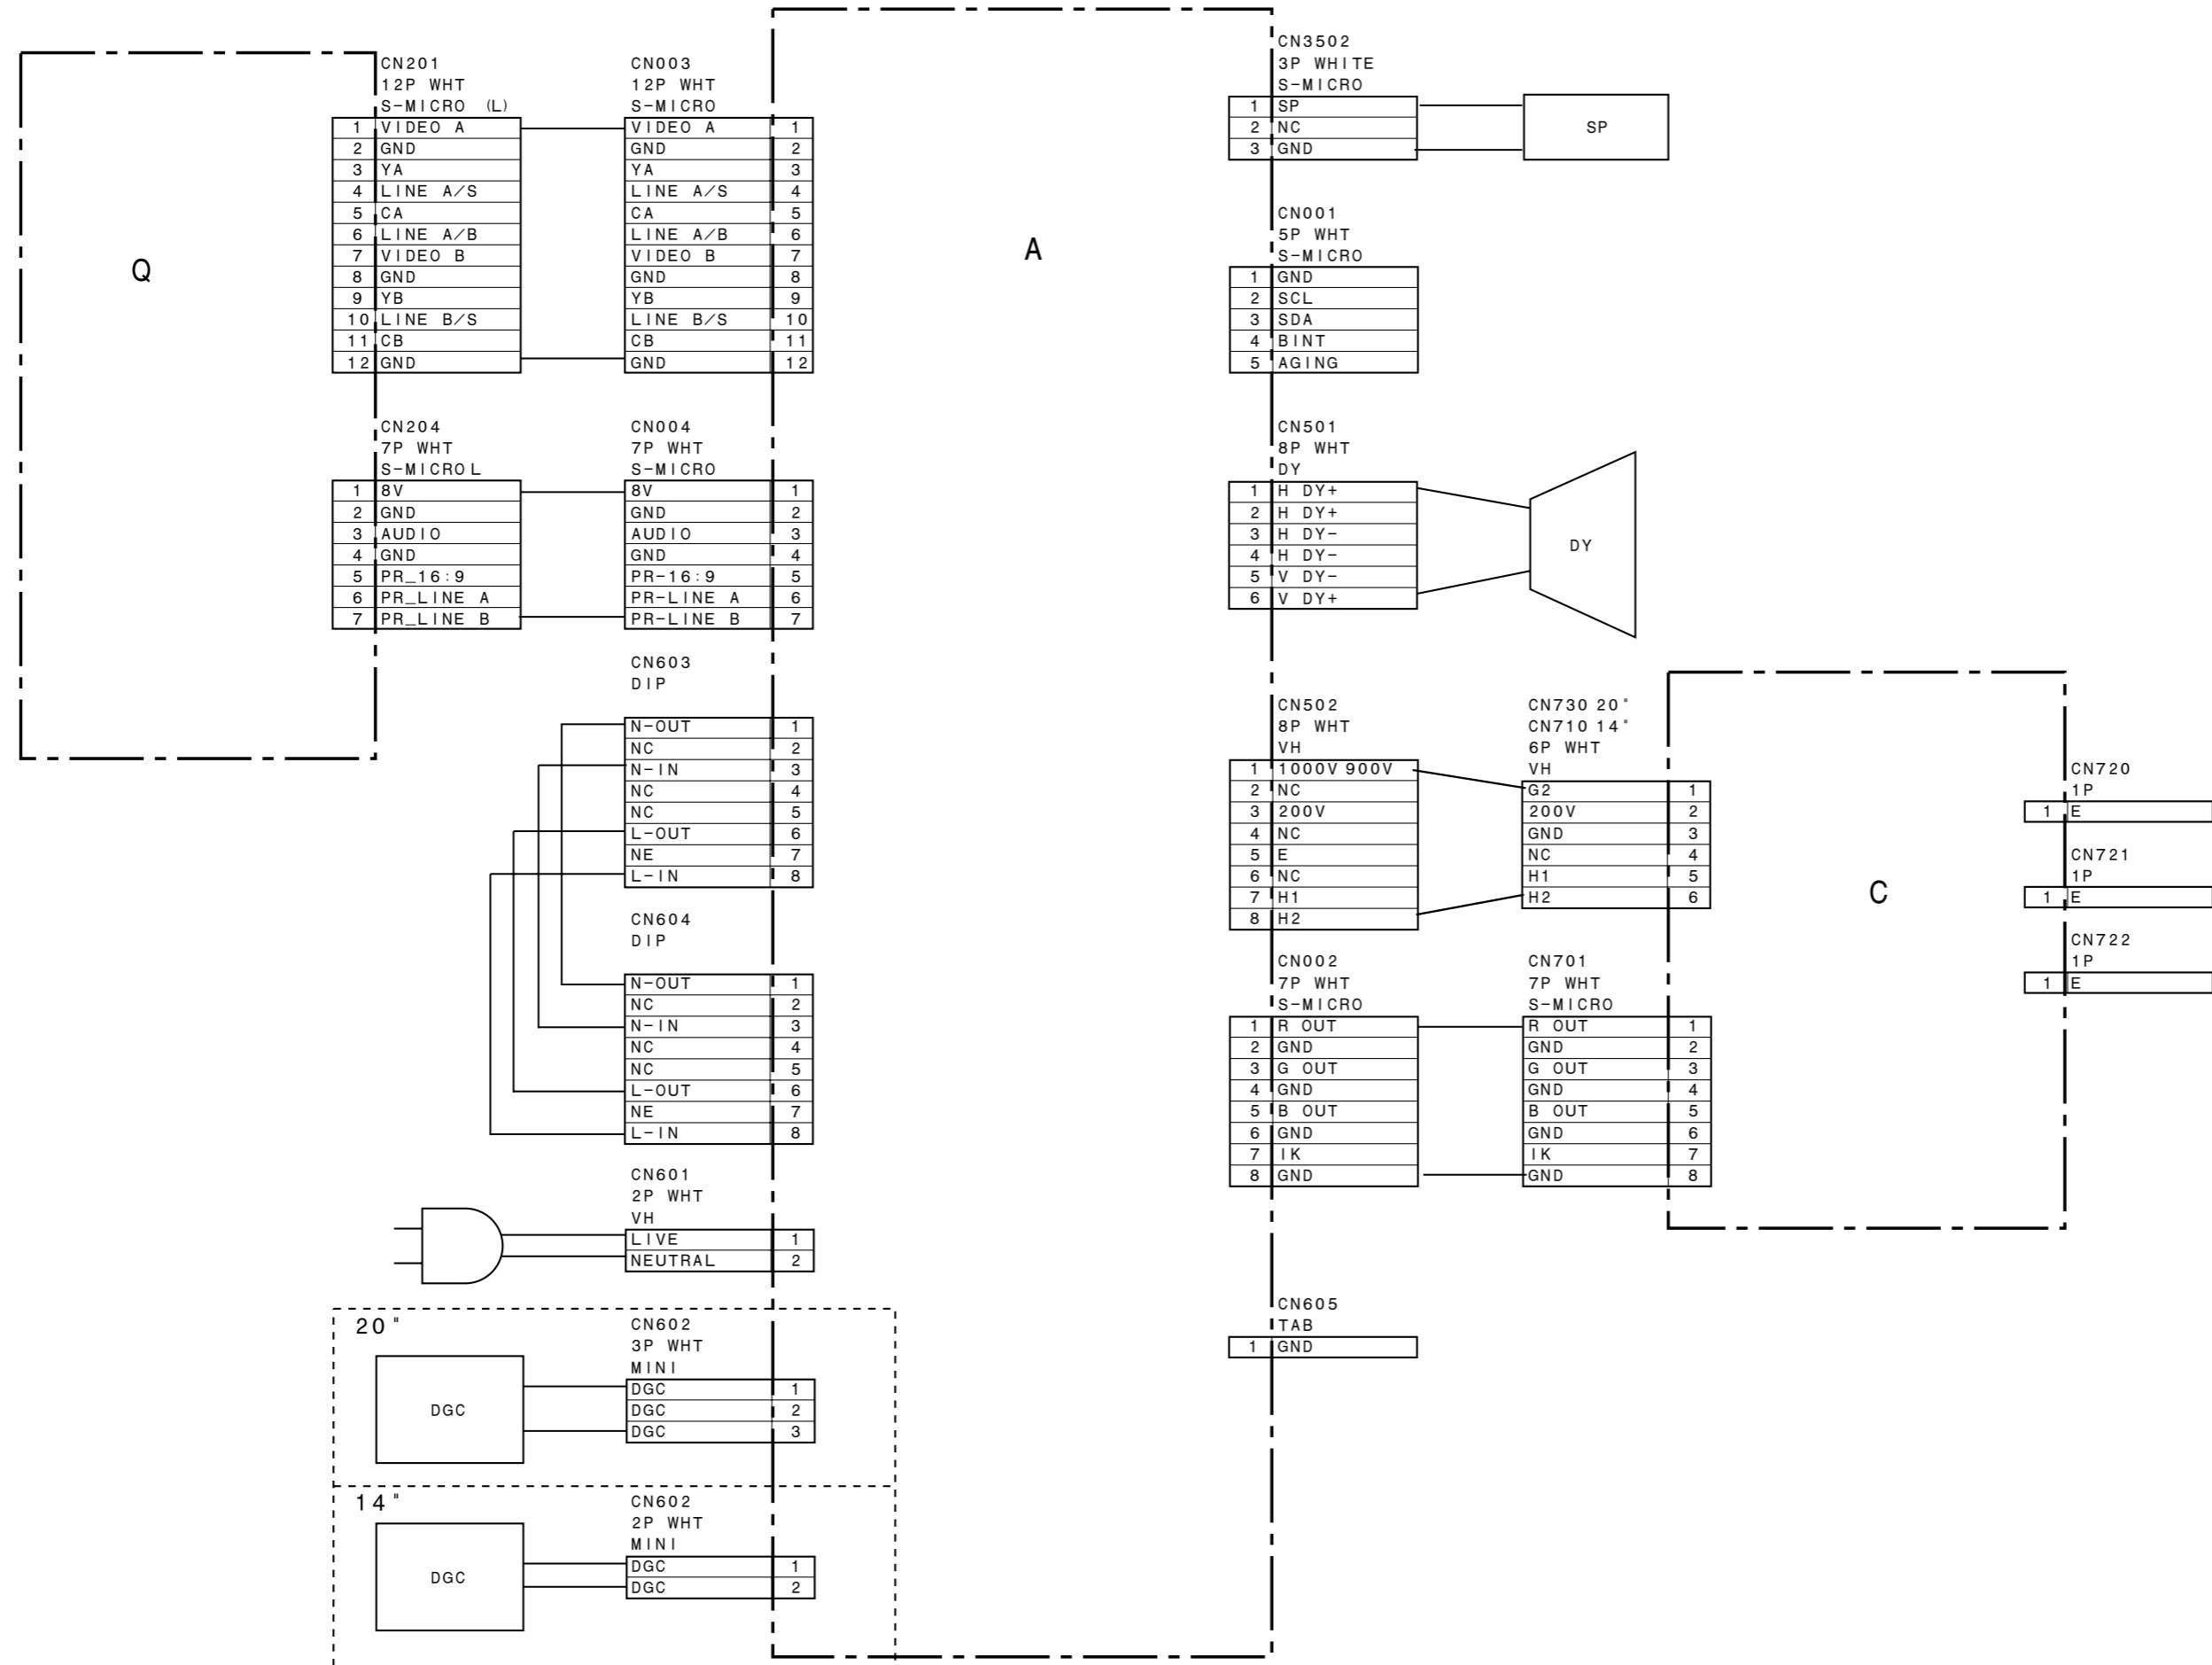 Q
CN201
12P WHT
S-MICRO (L)
1 VIDEO A
2 GND
3 YA
4 LINE A/S
5 CA
6 LINE A/B
7 VIDEO B
8 GND
9 YB
10 LINE B/S
11 CB
12 GND
CN003
12P WHT
S-MICRO
VIDEO A 1
GND 2
YA 3
LINE A/S 4
CA 5
LINE A/B 6
VIDEO B 7
GND 8
YB 9
LINE B/S 10
CB 11
GND 12
CN204
7P WHT
S-MICROL
1 8V
2 GND
3 AUDIO
4 GND
5 PR_16:9
6 PR_LINE A
7 PR_LINE B
CN004
7P WHT
S-MICRO
8V 1
GND 2
AUDIO 3
GND 4
PR-16:9 5
PR-LINE A 6
PR-LINE B 7
CN603
DIP
N-OUT 1
NC 2
N-IN 3
NC 4
NC 5
L-OUT 6
NE 7
L-IN 8
CN604
DIP
N-OUT 1
NC 2
N-IN 3
NC 4
NC 5
L-OUT 6
NE 7
L-IN 8
CN601
2P WHT
VH
LIVE 1
NEUTRAL 2
20"
DGC
CN602
3P WHT
MINI
DGC 1
DGC 2
DGC 3
14"
DGC
CN602
2P WHT
MINI
DGC 1
DGC 2
A
CN3502
3P WHITE
S-MICRO
1 SP
2 NC
3 GND
SP
CN001
5P WHT
S-MICRO
1 GND
2 SCL
3 SDA
4 BINT
5 AGING
CN501
8P WHT
DY
1 H DY+
2 H DY+
3 H DY-
4 H DY-
5 V DY-
6 V DY+
DY
CN502
8P WHT
VH
1 1000V 900V
2 NC
3 200V
4 NC
5 E
6 NC
7 H1
8 H2
CN730 20"
CN710 14"
6P WHT
VH
G2 1
200V 2
GND 3
NC 4
H1 5
H2 6
CN002
7P WHT
S-MICRO
1 R OUT
2 GND
3 G OUT
4 GND
5 B OUT
6 GND
7 IK
8 GND
CN701
7P WHT
S-MICRO
R OUT 1
GND 2
G OUT 3
GND 4
B OUT 5
GND 6
IK 7
GND 8
C
CN720
1P
1 E
CN721
1P
1 E
CN722
1P
1 E
CN605
TAB
1 GND